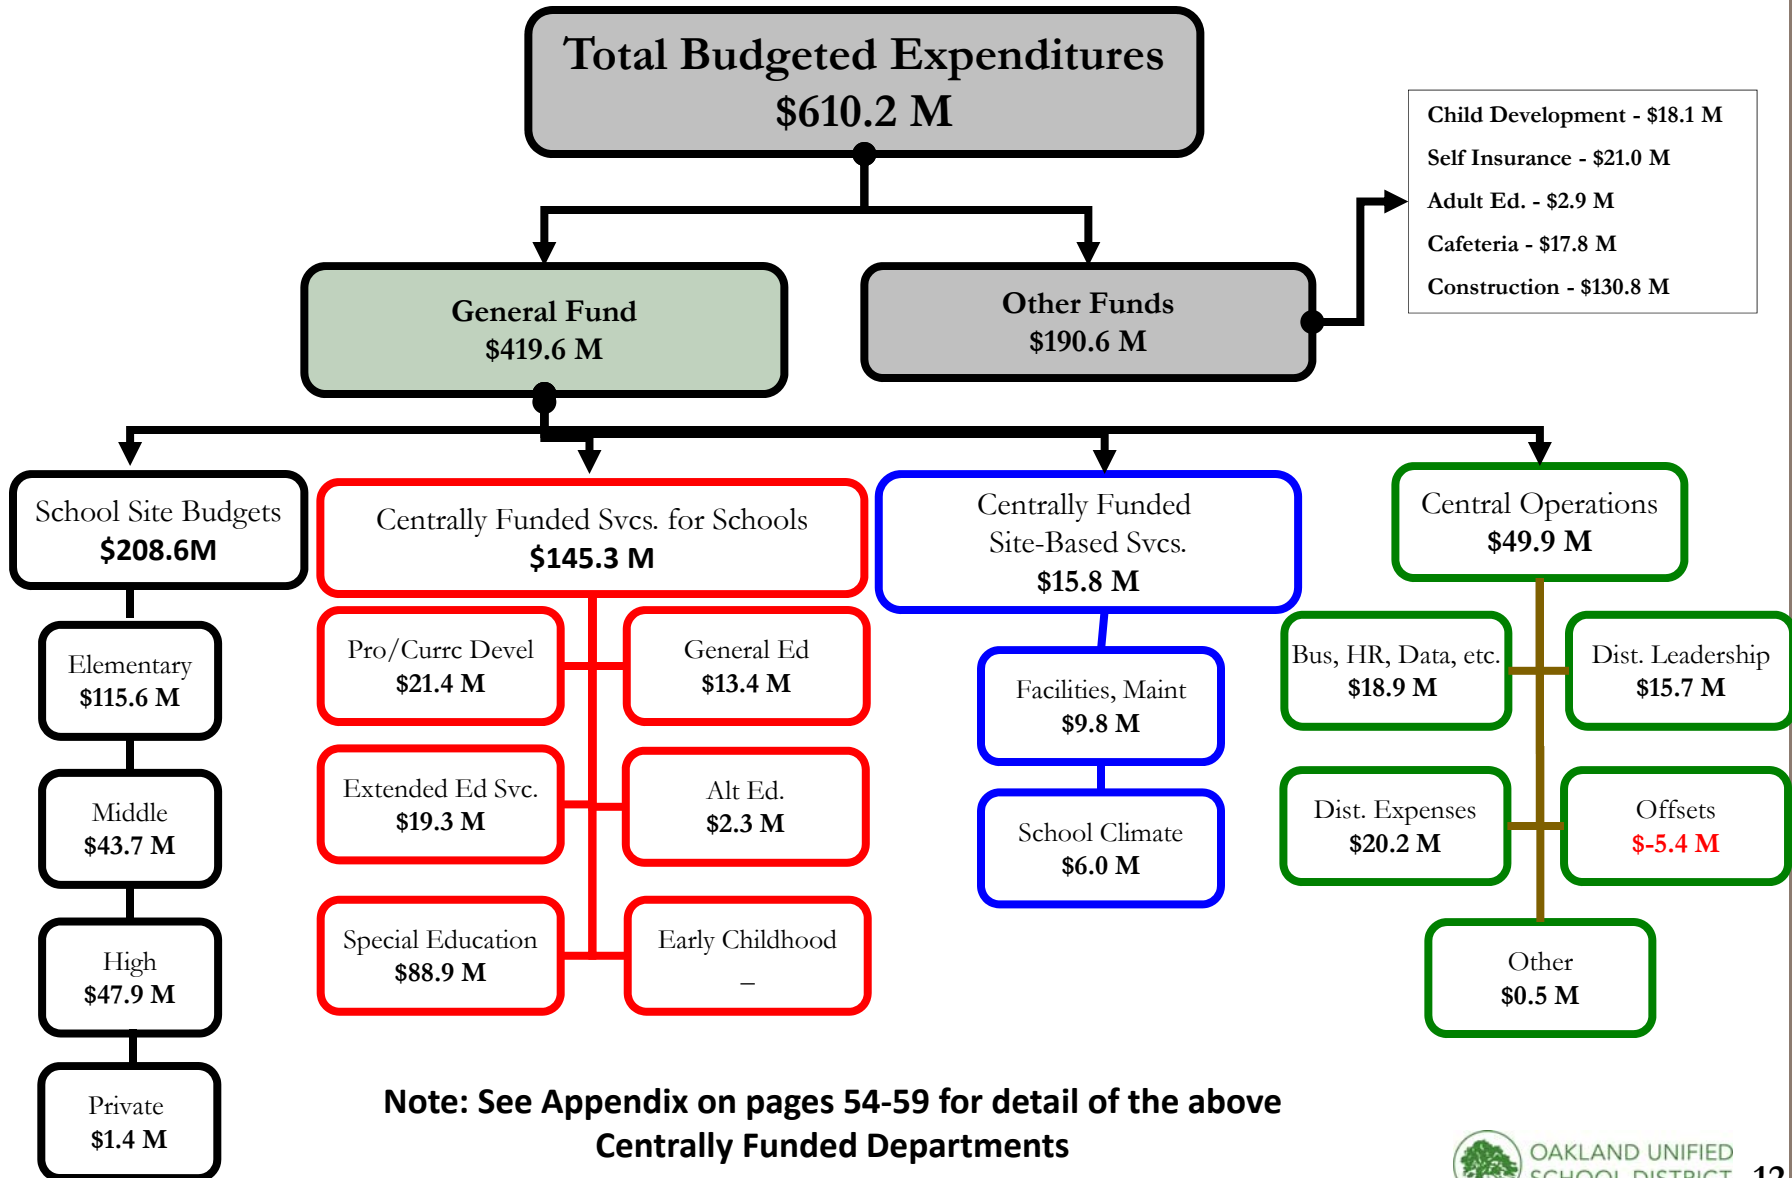 Total Budgeted Expenditures
$610.2 M
Child Development - $18.1 M
Self Insurance - $21.0 M
Adult Ed. - $2.9 M
Cafeteria - $17.8 M
Construction - $130.8 M
General Fund
$419.6 M
Other Funds
$190.6 M
School Site Budgets
$208.6M
Centrally Funded Svcs. for Schools
$145.3 M
Centrally Funded
Site-Based Svcs.
$15.8 M
Central Operations
$49.9 M
Elementary
$115.6 M
Middle
$43.7 M
High
$47.9 M
Private
$1.4 M
Pro/Currc Devel
$21.4 M
General Ed
$13.4 M
Extended Ed Svc.
$19.3 M
Alt Ed.
$2.3 M
Special Education
$88.9 M
Early Childhood
–
Facilities, Maint
$9.8 M
School Climate
$6.0 M
Bus, HR, Data, etc.
$18.9 M
Dist. Leadership
$15.7 M
Dist. Expenses
$20.2 M
Offsets
$-5.4 M
Other
$0.5 M
Note: See Appendix on pages 54-59 for detail of the above
Centrally Funded Departments
OAKLAND UNIFIED
SCHOOL DISTRICT
12